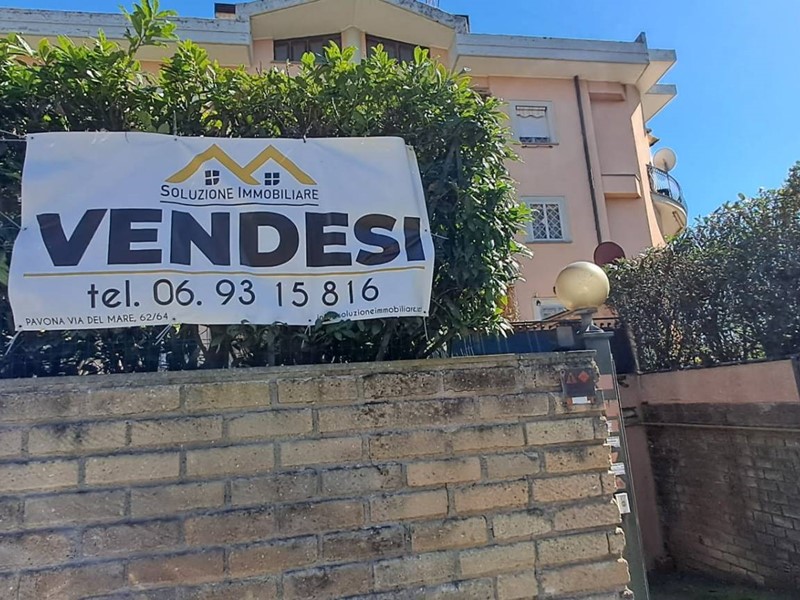 SOLUZIONE IMMOBILIARE
VENDESI
tel. 06. 93 15 816
PAVONA VIA DEL MARE, 62/64